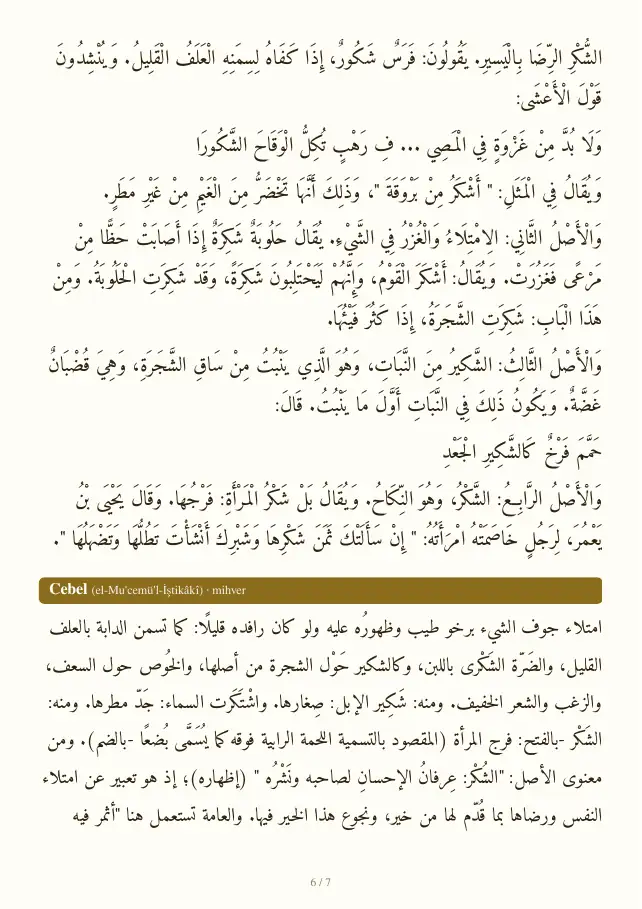 الشُّكْرِ الرِّضَا بِالْيَسِيرِ. يَقُولُونَ: فَرَسٌ شَكُورٌ، إِذَا كَفَاهُ لِسِمَنِهِ الْعَلَفُ الْقَلِيلُ. وَيُنْشِدُونَ
قَوْلَ الْأَعْشَى:
وَلَا بُدَّ مِنْ غَزْوَةٍ فِي الْمَصِي ... فِ رَهْبٍ تُكِلُّ الْوَقَاحَ الشَّكُورَا
وَيُقَالُ فِي الْمَثَلِ: " أَشْكَرُ مِنْ بَرْوَقَةَ "، وَذَلِكَ أَنَّهَا تَخْضَرُّ مِنَ الْغَيْمِ مِنْ غَيْرِ مَطَرٍ.
وَالْأَصْلُ الثَّانِي: الِامْتِلَاءُ وَالْغُزْرُ فِي الشَّيْءِ. يُقَالُ حَلُوبَةٌ شَكِرَةٌ إِذَا أَصَابَتْ حَظًّا مِنْ
مَرْعًى فَغَزُرَتْ. وَيُقَالُ: أَشْكَرَ الْقَوْمُ، وَإِنَّهُمْ لَيَحْتَلِبُونَ شَكِرَةً، وَقَدْ شَكِرَتِ الْحَلُوبَةُ. وَمِنْ
هَذَا الْبَابِ: شَكِرَتِ الشَّجَرَةُ، إِذَا كَثُرَ فَيْئُهَا.
وَالْأَصْلُ الثَّالِثُ: الشَّكِيرُ مِنَ النَّبَاتِ، وَهُوَ الَّذِي يَنْبُتُ مِنْ سَاقِ الشَّجَرَةِ، وَهِيَ قُضْبَانٌ
غَضَّةٌ. وَيَكُونُ ذَلِكَ فِي النَّبَاتِ أَوَّلَ مَا يَنْبُتُ. قَالَ:
حَمَّمَ فَرْخٌ كَالشَّكِيرِ الْجَعْدِ
وَالْأَصْلُ الرَّابِعُ: الشَّكْرُ، وَهُوَ النِّكَاحُ. وَيُقَالُ بَلْ شَكْرُ الْمَرْأَةِ: فَرْجُهَا. وَقَالَ يَحْيَى بْنُ
يَعْمُرَ، لِرَجُلٍ خَاصَمَتْهُ امْرَأَتُهُ: " إِنْ سَأَلَتْكَ ثَمَنَ شَكْرِهَا وَشَبْرِكَ أَنْشَأْتَ تَطُلُّهَا وَتَضْهَلُهَا ".
Cebel (el-Mu'cemü'l-İştikâkî) · mihver
امتلاء جوف الشيء برخو طيب وظهورُه عليه ولو كان رافده قليلًا: كما تسمن الدابة بالعلف
القليل، والضَرّة الشَكْرى باللبن، وكالشكير حَوْل الشجرة من أصلها، والخُوص حول السعف،
والزغب والشعر الخفيف. ومنه: شَكِير الإبل: صِغارها. واشْتَكَرت السماء: جَدّ مطرها. ومنه:
الشَكْر -بالفتح: فرج المرأة (المقصود بالتسمية اللحمة الرابية فوقه كما يُسَمَّى بُضعًا -بالضم). ومن
معنوى الأصل: "الشُكْر: عِرفانُ الإحسانِ لصاحبه ونَشْرُه " (إظهاره)؛ إذ هو تعبير عن امتلاء
النفس ورضاها بما قُدّم لها من خير، ونجوع هذا الخير فيها. والعامة تستعمل هنا "أثمر فيه
6 / 7